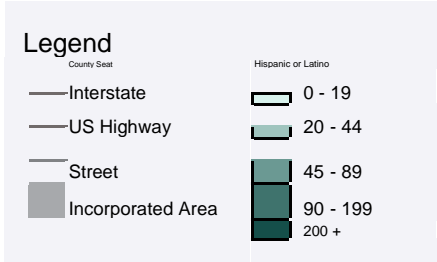 Legend
County Seat
Hispanic or Latino
Interstate
0 - 19
US Highway
20 - 44
Street
45 - 89
Incorporated Area
90 - 199
200 +